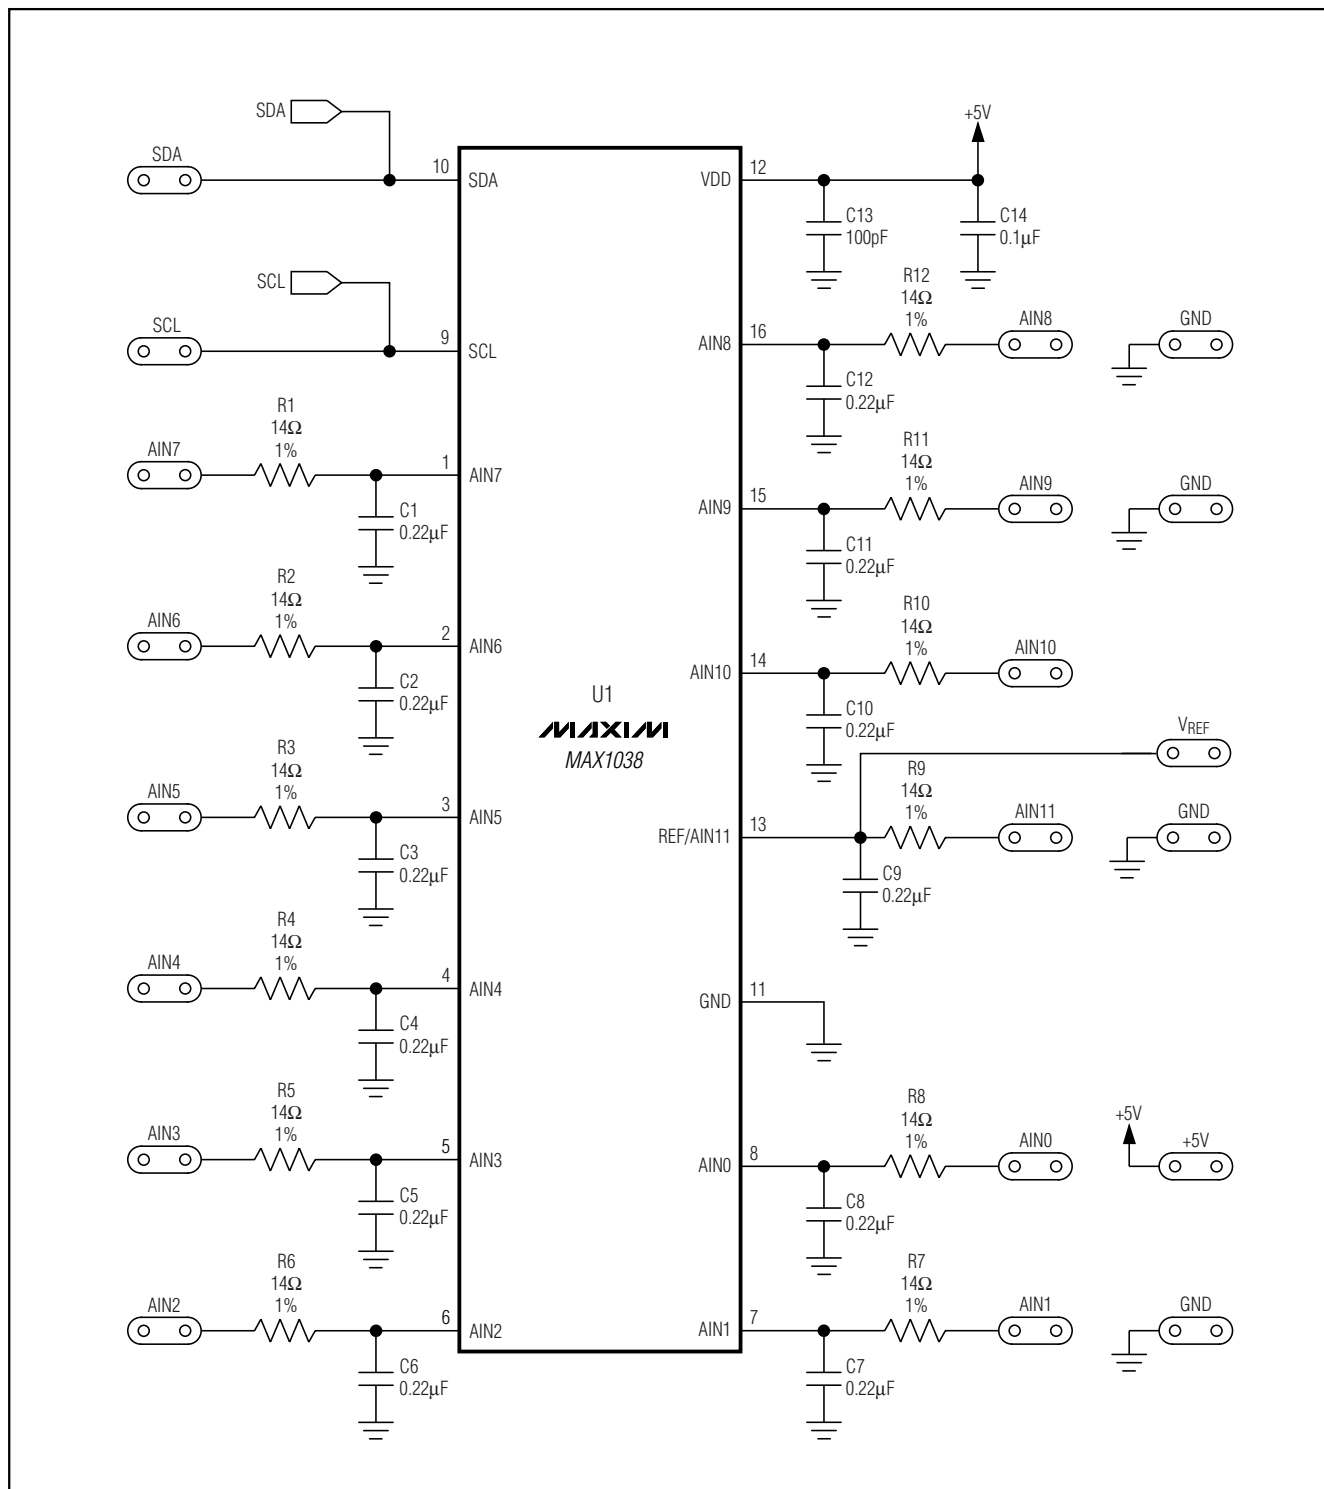 SDA
+5V
SDA
10
SDA
VDD
12
C13
100pF
C14
0.1µF
SCL
R12
14Ω
1%
SCL
9
SCL
AIN8
16
AIN8
GND
C12
0.22µF
R1
14Ω
1%
AIN7
1
AIN7
C1
0.22µF
R11
14Ω
1%
AIN9
15
AIN9
GND
C11
0.22µF
R2
14Ω
1%
AIN6
2
AIN6
C2
0.22µF
R10
14Ω
1%
AIN10
14
AIN10
C10
0.22µF
U1
MAXIM
MAX1038
VREF
R3
14Ω
1%
AIN5
3
AIN5
C3
0.22µF
R9
14Ω
1%
REF/AIN11
13
AIN11
GND
C9
0.22µF
R4
14Ω
1%
AIN4
4
AIN4
C4
0.22µF
GND
11
R5
14Ω
1%
AIN3
5
AIN3
C5
0.22µF
R8
14Ω
1%
AIN0
8
AIN0
+5V
+5V
C8
0.22µF
R6
14Ω
1%
AIN2
6
AIN2
C6
0.22µF
R7
14Ω
1%
AIN1
7
AIN1
GND
C7
0.22µF